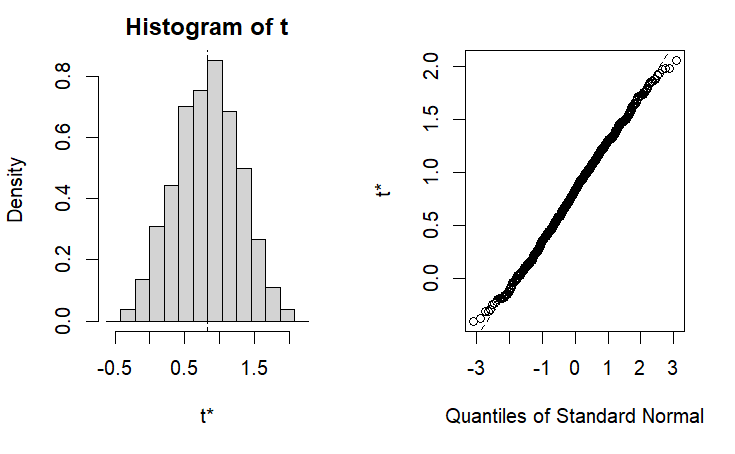 Histogram of t
Density
0.0 0.2 0.4 0.6 0.8
-0.5 0.5 1.5
t*
t*
0.0 0.5 1.0 1.5 2.0
-3 -1 0 1 2 3
Quantiles of Standard Normal